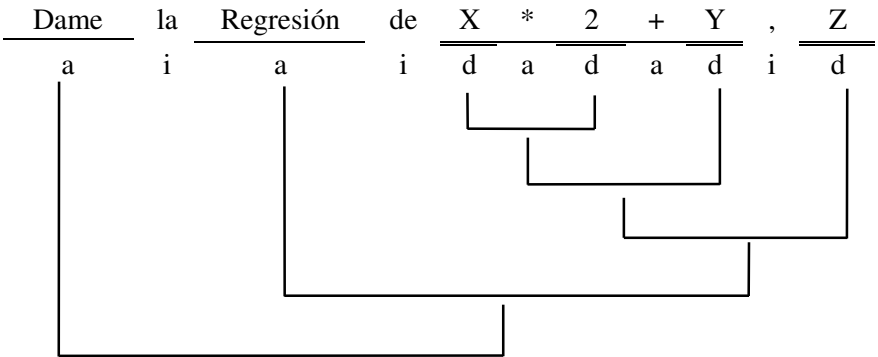 Dame la Regresión de X * 2 + Y , Z
a i a i d a d a d i d